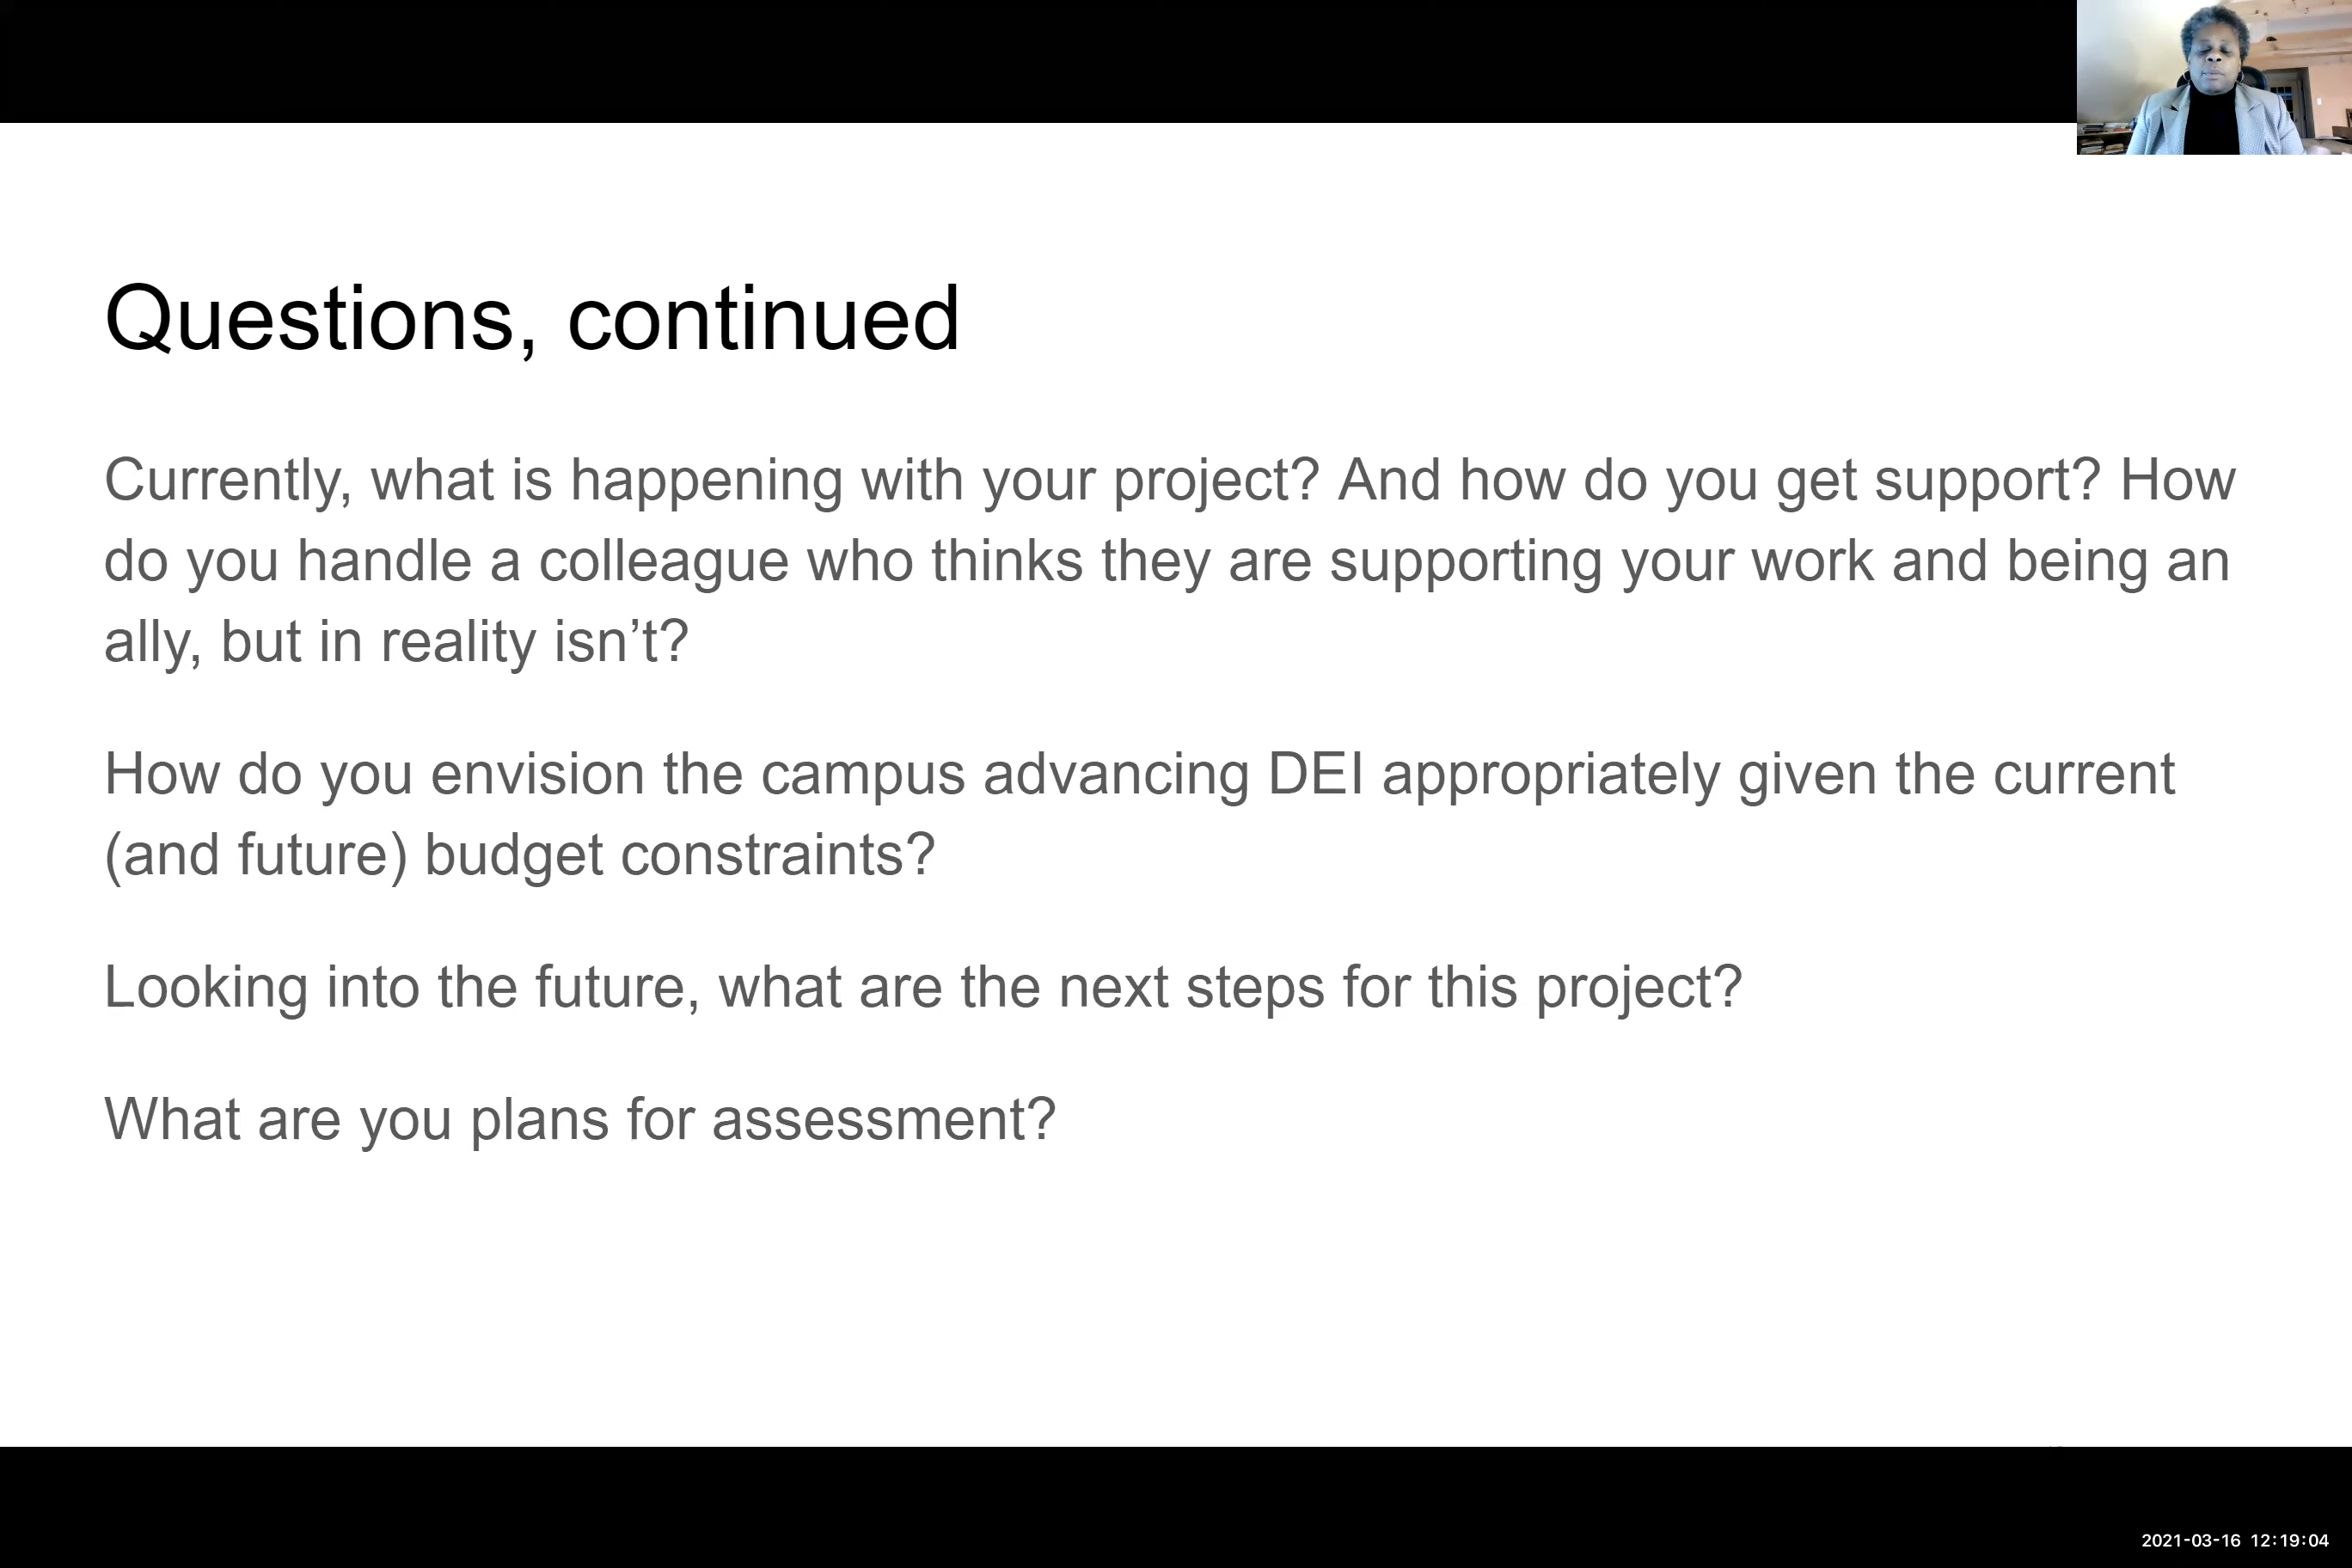 Questions, continued
Currently, what is happening with your project? And how do you get support? How
do you handle a colleague who thinks they are supporting your work and being an
ally, but in reality isn’t?
How do you envision the campus advancing DEI appropriately given the current
(and future) budget constraints?
Looking into the future, what are the next steps for this project?
What are you plans for assessment?
2021-03-16 12:19:04